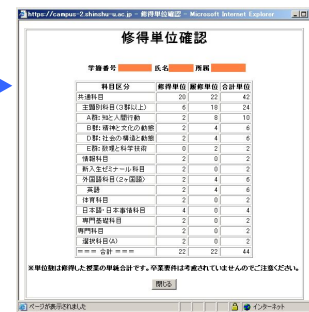 https://campus-2.shinshu-u.ac.jp - 修得単位確認 - Microsoft Internet Explorer
修得単位確認
学籍番号 氏名 所属
科目区分 修得単位 履修単位 合計単位
共通科目 20 22 42
主題別科目(3群以上) 6 18 24
A群:知と人間行動 2 8 10
B群:精神と文化の動態 2 4 6
D群:社会の構造と動態 2 4 6
E群:数理と科学技術 0 2 2
情報科目 2 0 2
新入生ゼミナール科目 2 0 2
外国語科目(2ヶ国語) 2 4 6
英語 2 4 6
体育科目 2 0 2
日本語・日本事情科目 4 0 4
専門基礎科目 2 0 2
専門科目 2 0 2
選択科目(A) 2 0 2
=== 合計 === 22 22 44
※単位数は修得した授業の単純合計です。卒業要件は考慮されていませんのでご注意ください。
閉じる
ページが表示されました インターネット